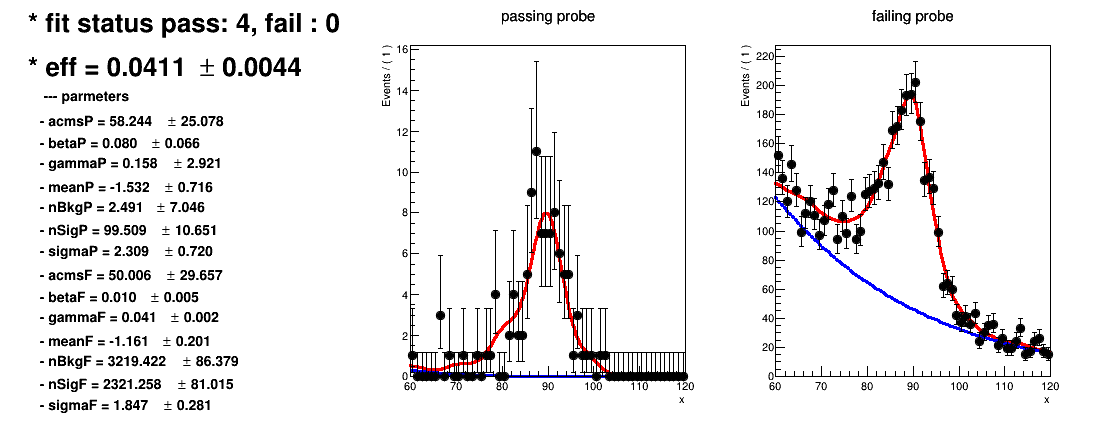 * fit status pass: 4, fail : 0
* eff = 0.0411 ± 0.0044
--- parmeters
- acmsP = 58.244 ± 25.078
- betaP = 0.080 ± 0.066
- gammaP = 0.158 ± 2.921
- meanP = -1.532 ± 0.716
- nBkgP = 2.491 ± 7.046
- nSigP = 99.509 ± 10.651
- sigmaP = 2.309 ± 0.720
- acmsF = 50.006 ± 29.657
- betaF = 0.010 ± 0.005
- gammaF = 0.041 ± 0.002
- meanF = -1.161 ± 0.201
- nBkgF = 3219.422 ± 86.379
- nSigF = 2321.258 ± 81.015
- sigmaF = 1.847 ± 0.281
passing probe
Events / ( 1 )
16
14
12
10
8
6
4
2
0
60 70 80 90 100 110 120
x
failing probe
Events / ( 1 )
220
200
180
160
140
120
100
80
60
40
20
0
60 70 80 90 100 110 120
x